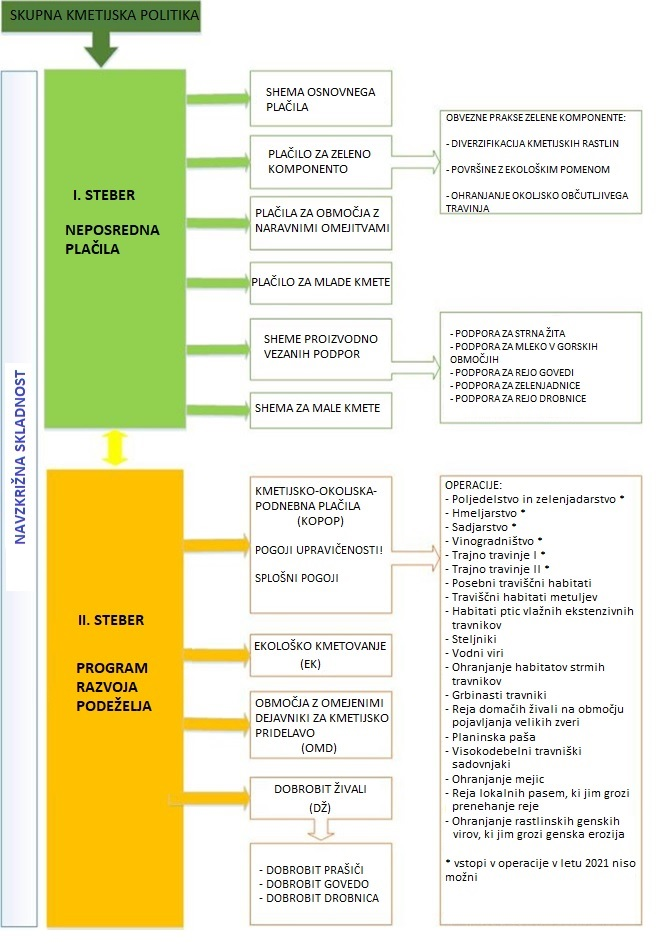 SKUPNA KMETIJSKA POLITIKA
NAVZKRIŽNA SKLADNOST
I. STEBER
NEPOSREDNA
PLAČILA
SHEMA OSNOVNEGA
PLAČILA
PLAČILO ZA ZELENO
KOMPONENTO
OBVEZNE PRAKSE ZELENE KOMPONENTE:
- DIVERZIFIKACIJA KMETIJSKIH RASTLIN
- POVRŠINE Z EKOLOŠKIM POMENOM
- OHRANJANJE OKOLJSKO OBČUTLJIVEGA
TRAVINJA
PLAČILA ZA OBMOČJA Z
NARAVNIMI OMEJITVAMI
PLAČILO ZA MLADE KMETE
SHEME PROIZVODNO
VEZANIH PODPOR
- PODPORA ZA STRNA ŽITA
- PODPORA ZA MLEKO V GORSKIH
OBMOČJIH
- PODPORA ZA REJO GOVEDI
- PODPORA ZA ZELENJADNICE
- PODPORA ZA REJO DROBNICE
SHEMA ZA MALE KMETE
II. STEBER
PROGRAM
RAZVOJA
PODEŽELJA
KMETIJSKO-OKOLJSKA-
PODNEBNA PLAČILA
(KOPOP)
POGOJI UPRAVIČENOSTI!
SPLOŠNI POGOJI
OPERACIJE:
- Poljedelstvo in zelenjadarstvo *
- Hmeljarstvo *
- Sadjarstvo *
- Vinogradništvo *
- Trajno travinje I *
- Trajno travinje II *
- Posebni traviščni habitati
- Traviščni habitati metuljev
- Habitati ptic vlažnih ekstenzivnih
travnikov
- Steljniki
- Vodni viri
- Ohranjanje habitatov strmih
travnikov
- Grbinasti travniki
- Reja domačih živali na območju
pojavljanja velikih zveri
- Planinska paša
- Visokodebelni travniški
sadovnjaki
- Ohranjanje mejic
- Reja lokalnih pasem, ki jim grozi
prenehanje reje
- Ohranjanje rastlinskih genskih
virov, ki jim grozi genska erozija
* vstopi v operacije v letu 2021 niso
možni
EKOLOŠKO KMETOVANJE
(EK)
OBMOČJA Z OMEJENIMI
DEJAVNIKI ZA KMETIJSKO
PRIDELAVO
(OMD)
DOBROBIT ŽIVALI
(DŽ)
- DOBROBIT PRAŠIČI
- DOBROBIT GOVEDO
- DOBROBIT DROBNICA